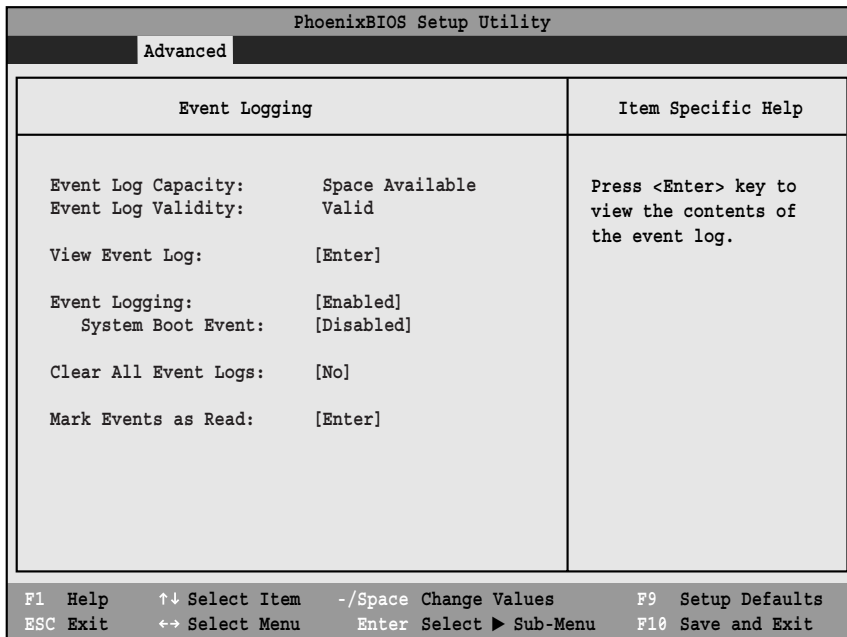 PhoenixBIOS Setup Utility
Advanced
Event Logging
Item Specific Help
Event Log Capacity: Space Available
Event Log Validity: Valid
View Event Log: [Enter]
Event Logging: [Enabled]
System Boot Event: [Disabled]
Clear All Event Logs: [No]
Mark Events as Read: [Enter]
Press <Enter> key to
view the contents of
the event log.
F1 Help ↑↓ Select Item -/Space Change Values F9 Setup Defaults
ESC Exit ←→ Select Menu Enter Select ▶ Sub-Menu F10 Save and Exit